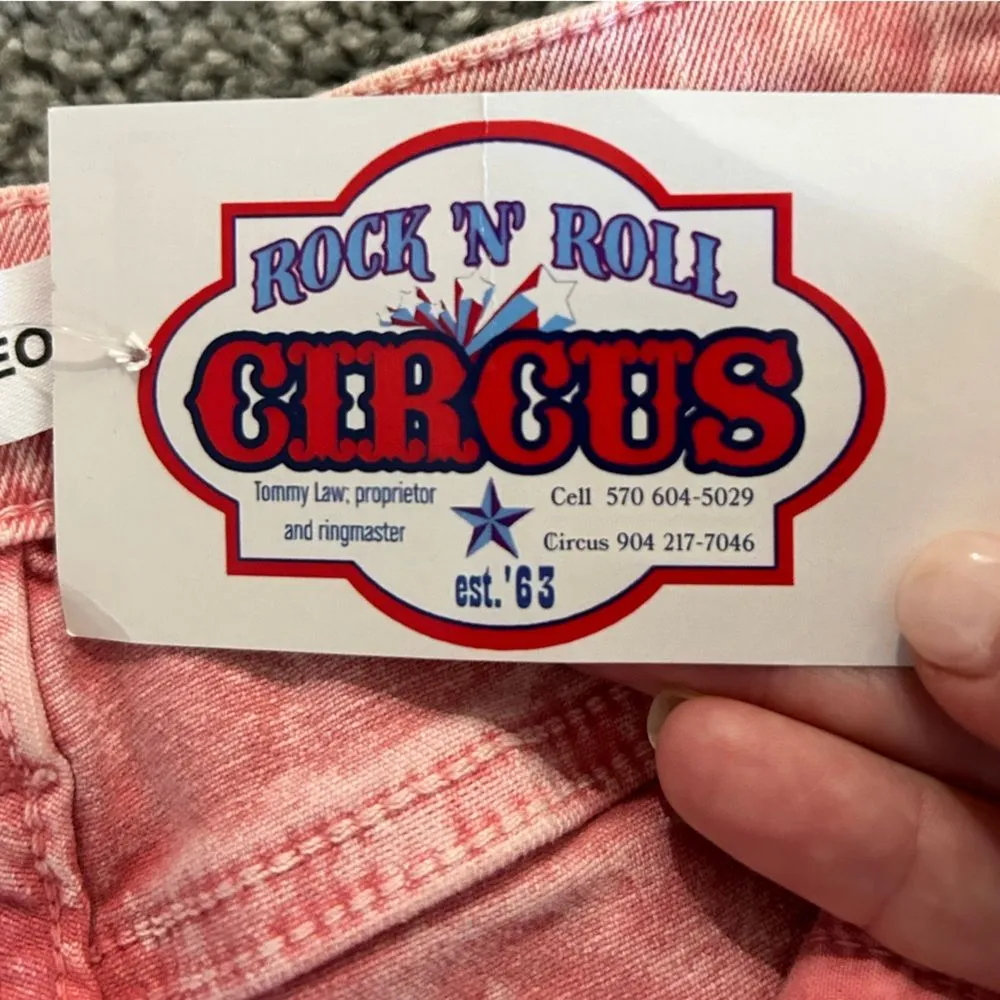 ROCK 'N' ROLL
CIRCUS
Tommy Law; proprietor
and ringmaster
Cell 570 604-5029
Circus 904 217-7046
est.'63
EO